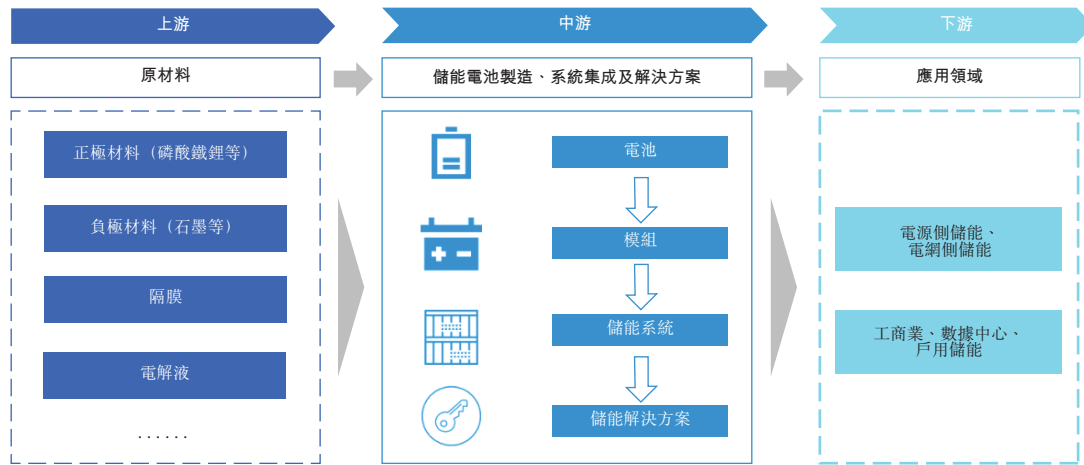 上游
中游
下游
原材料
儲能電池製造、系統集成及解決方案
應用領域
正極材料（磷酸鐵鋰等）
負極材料（石墨等）
隔膜
電解液
......
電池
模組
儲能系統
儲能解決方案
電源側儲能、
電網側儲能
工商業、數據中心、
戶用儲能